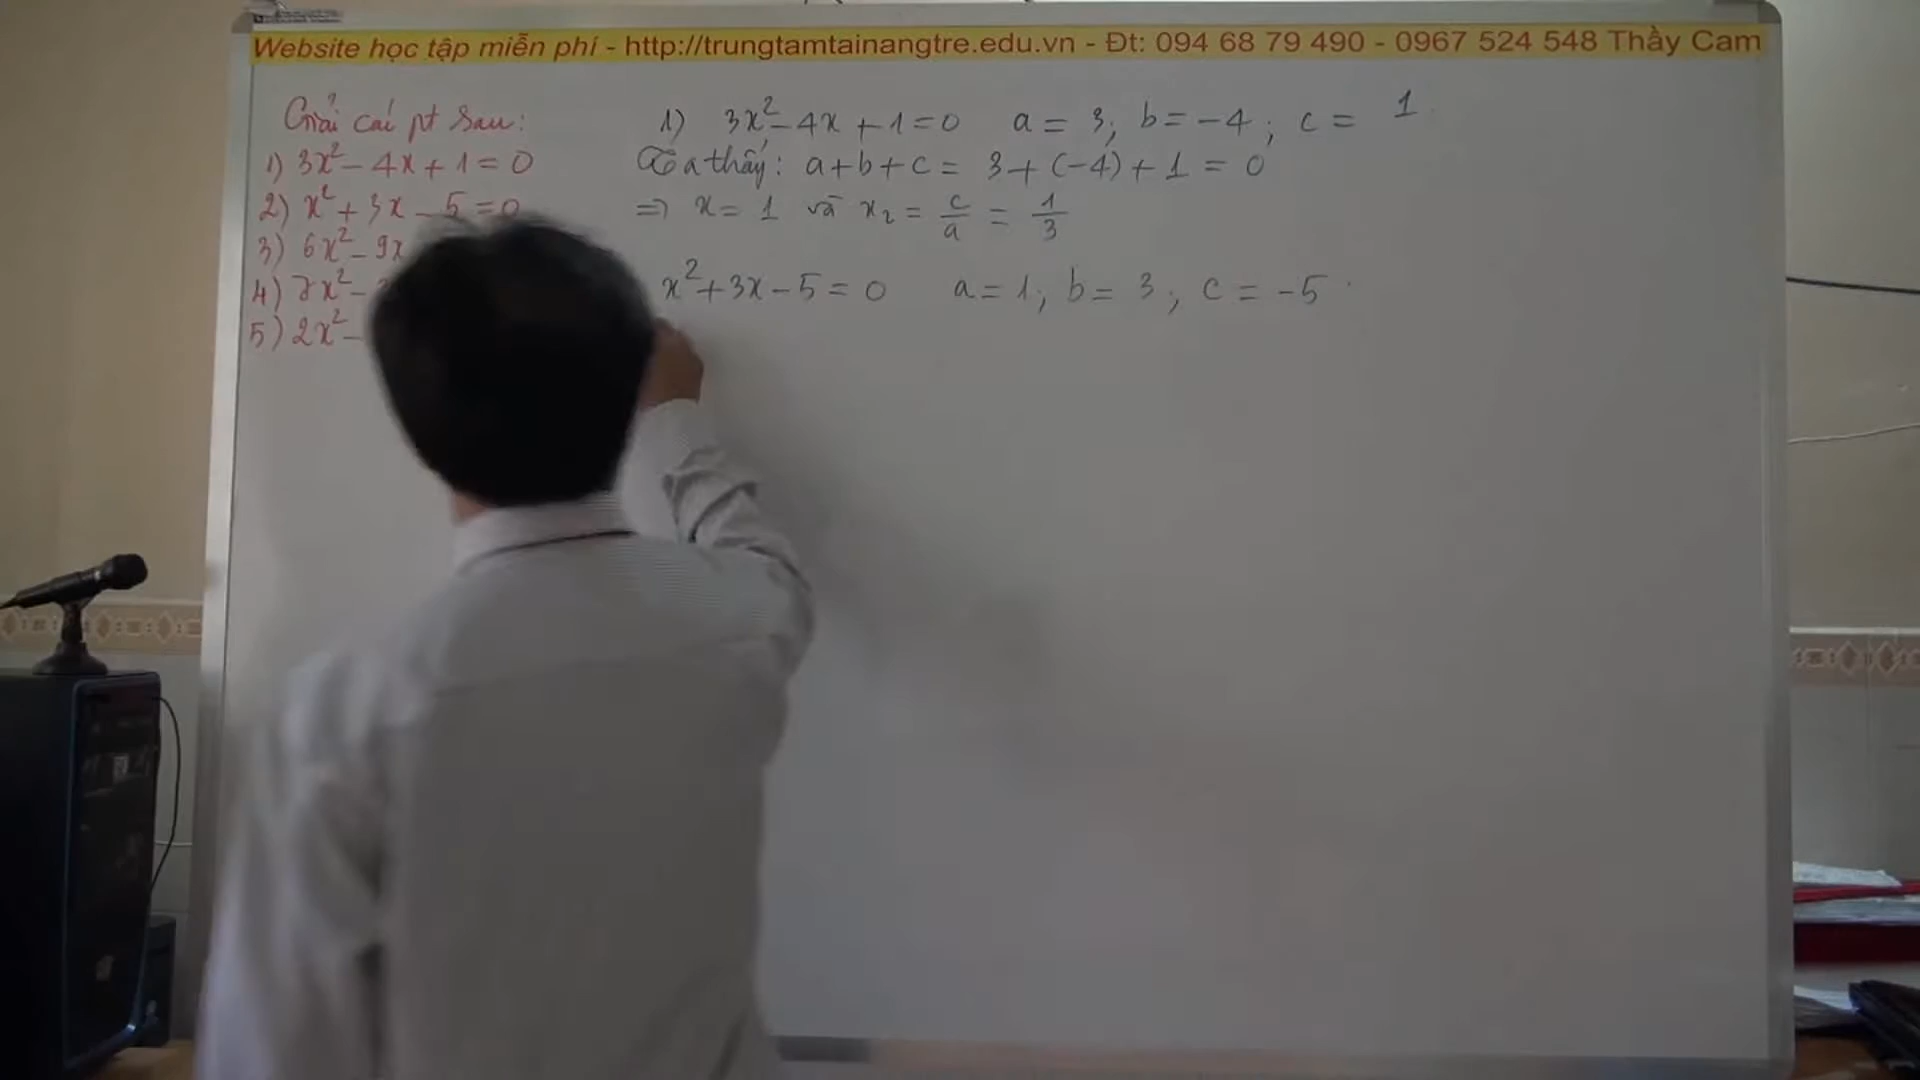 Website học tập miễn phí - http://trungtamtainangtre.edu.vn - Đt: 094 68 79 490 - 0967 524 548 Thầy Cam
Giải các pt sau:
1) 3x² - 4x + 1 = 0
2) x² + 3x - 5 = 0
3) 6x² - 9x
4) 7x² -
5) 2x² -
1) 3x² - 4x + 1 = 0 a = 3; b = -4; c = 1
Ta thấy: a + b + c = 3 + (-4) + 1 = 0
=> x = 1 và x₂ = c/a = 1/3
x² + 3x - 5 = 0 a = 1; b = 3; c = -5